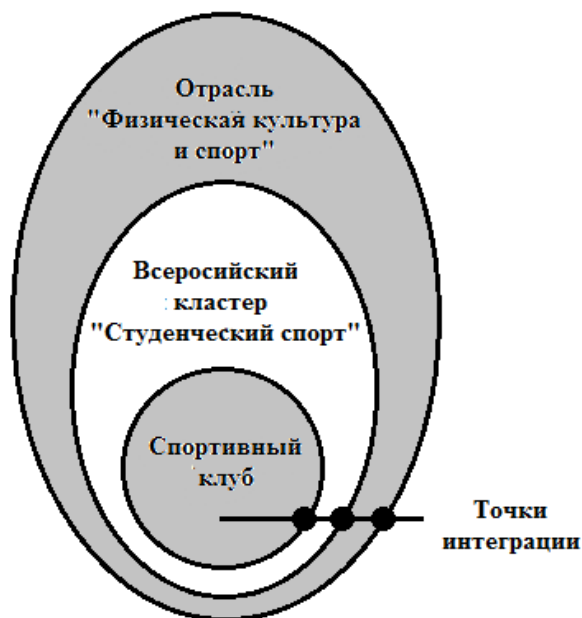 Отрасль
"Физическая культура
и спорт"
Всеросийский
кластер
"Студенческий спорт"
Спортивный
клуб
Точки
интеграции